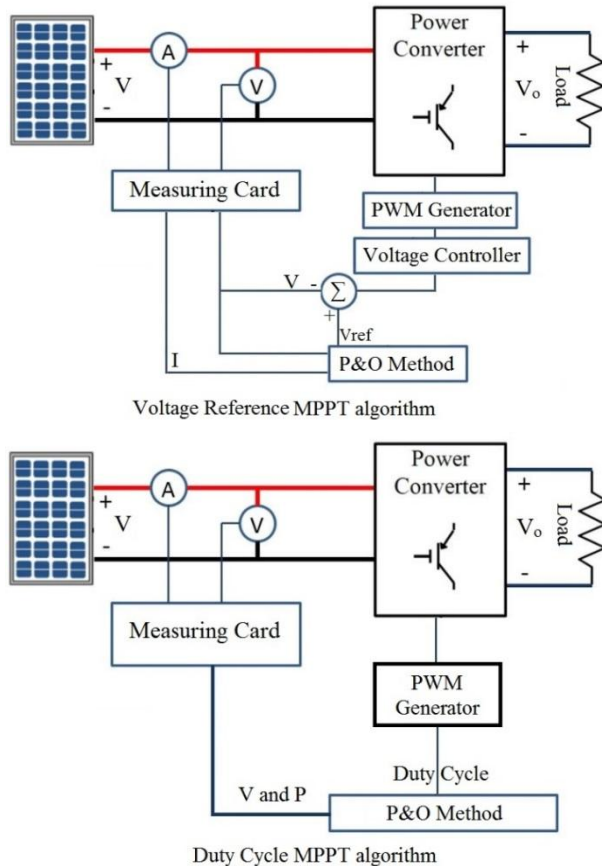 Power
Converter
A
+
V
-
V
+
Vo
-
Load
Measuring Card
PWM Generator
Voltage Controller
V
-
Σ
+
Vref
I
P&O Method
Voltage Reference MPPT algorithm
Power
Converter
A
+
V
-
V
+
Vo
-
Load
Measuring Card
PWM
Generator
Duty Cycle
V and P
P&O Method
Duty Cycle MPPT algorithm